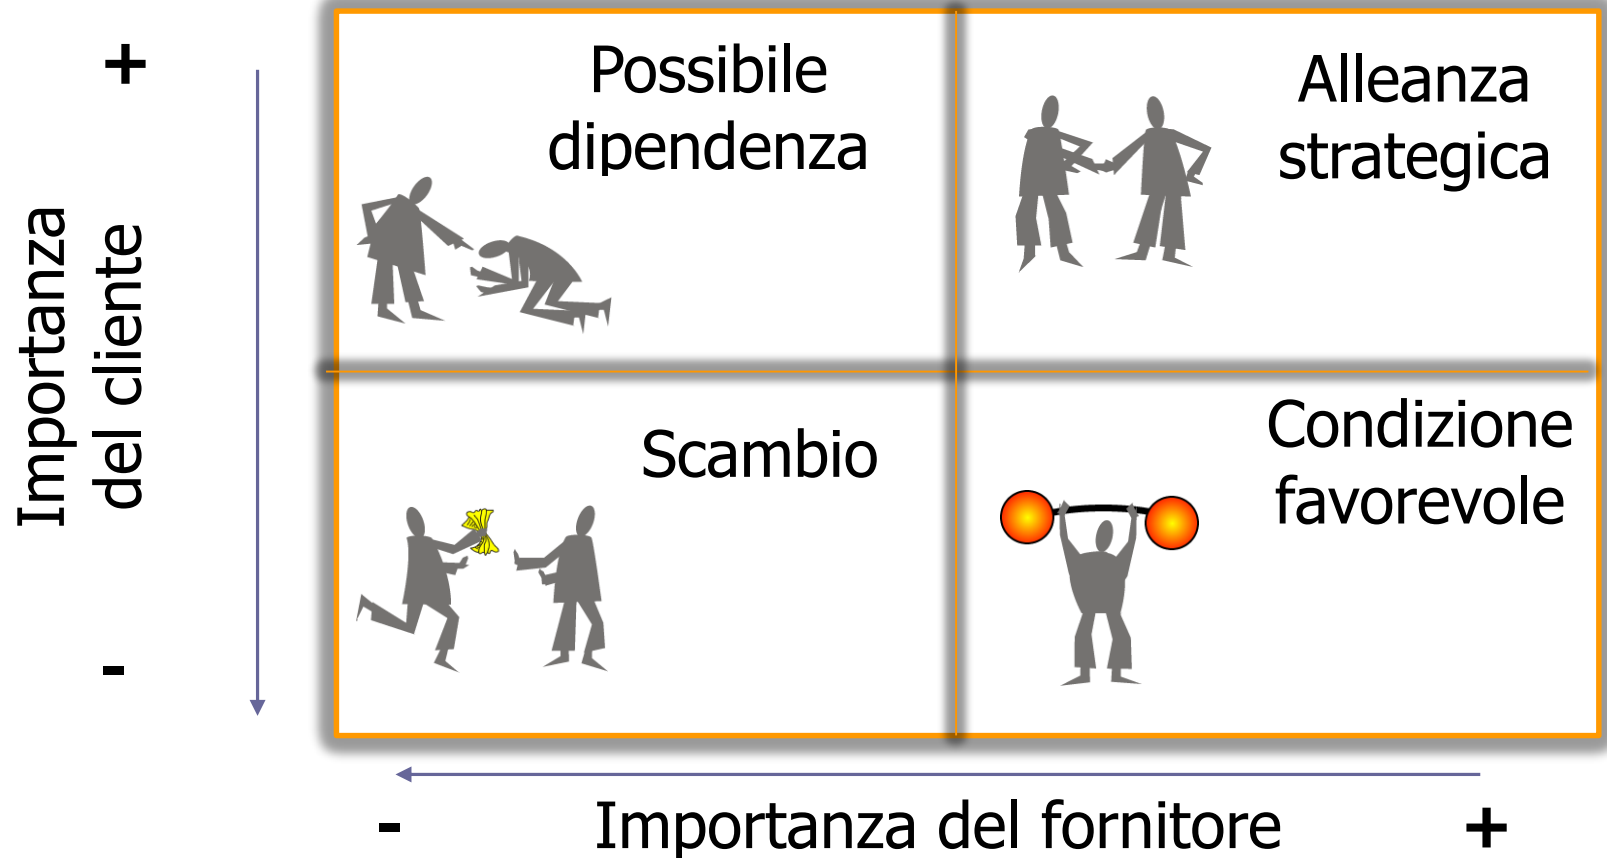 +
Possibile
dipendenza
Alleanza
strategica
Importanza
del cliente
Scambio
Condizione
favorevole
-
-
Importanza del fornitore
+